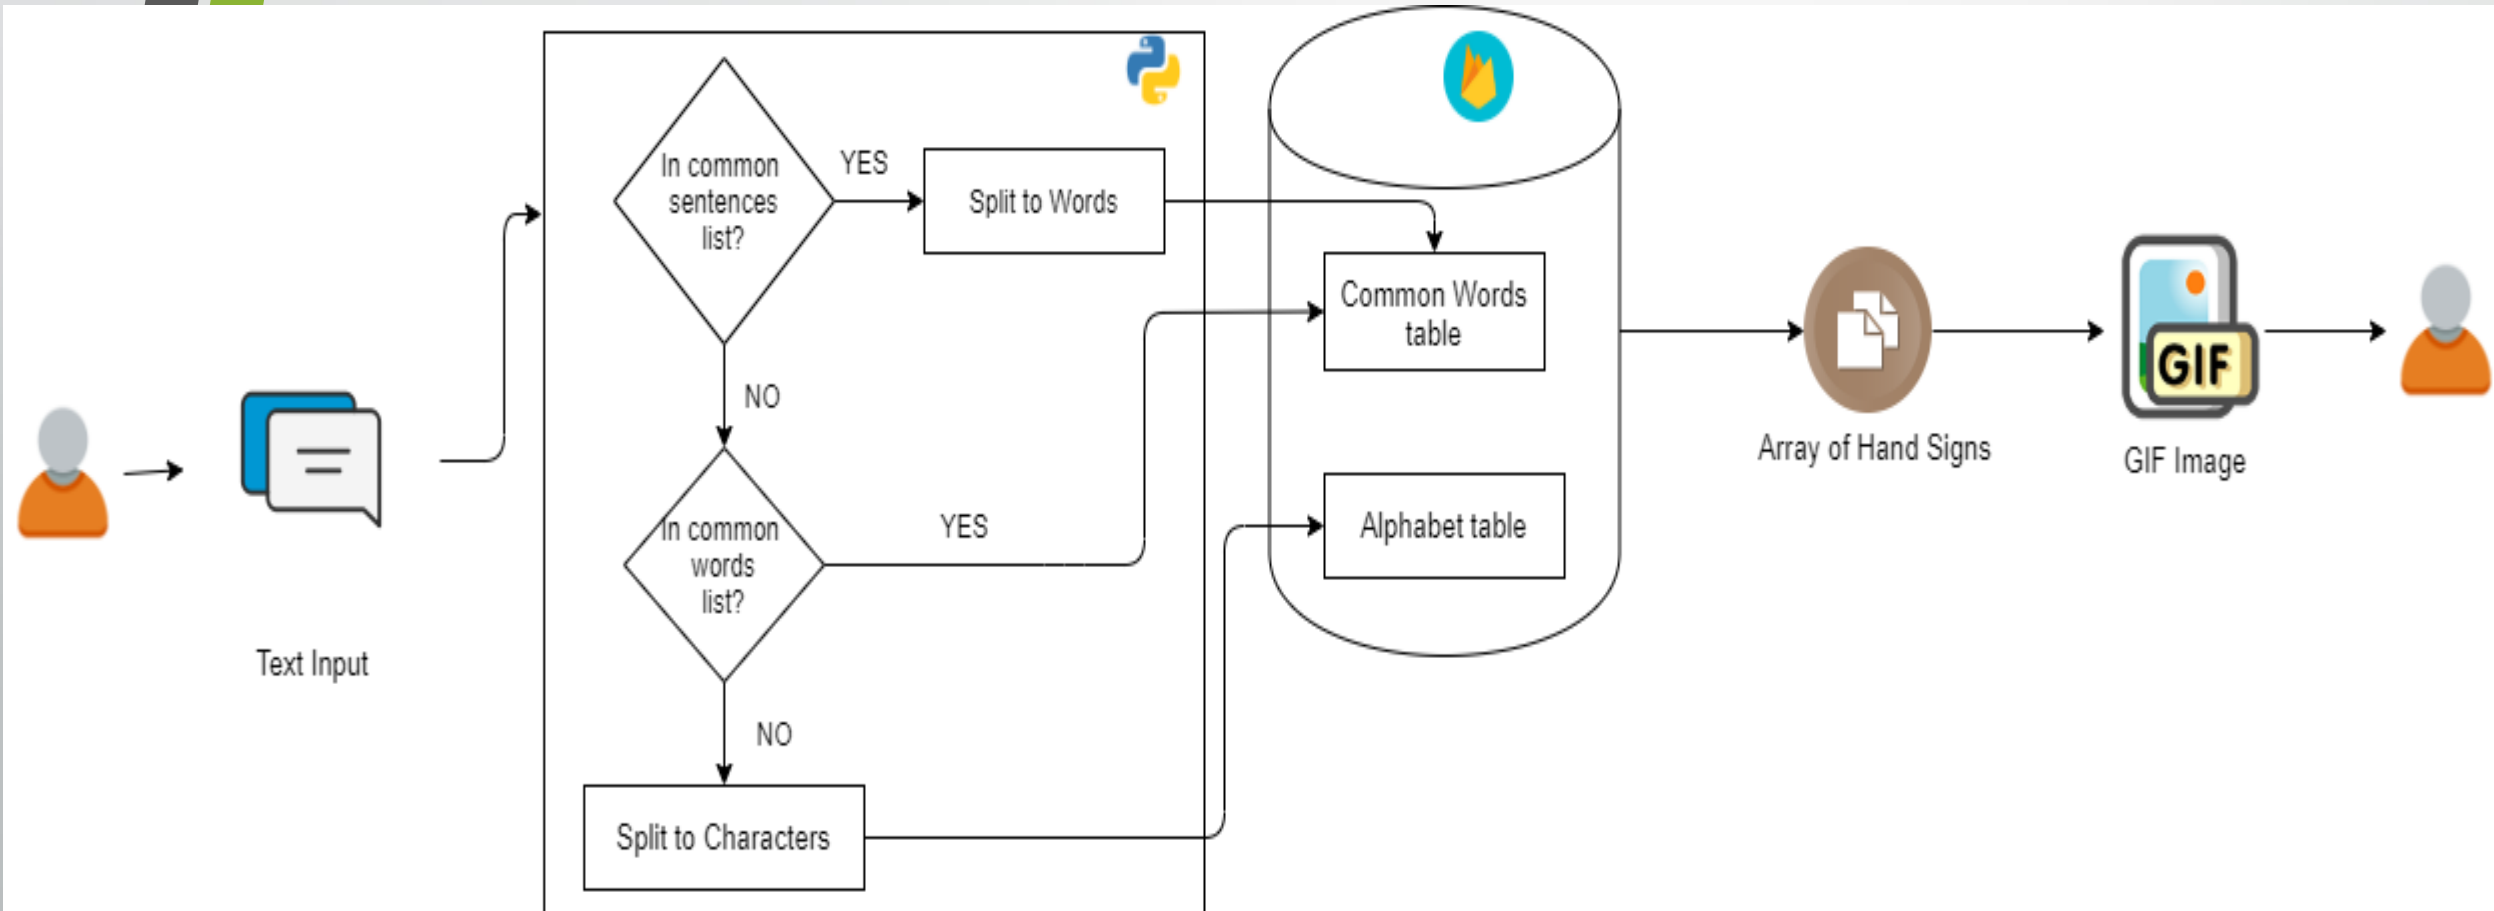 In common
sentences
list?
YES
Split to Words
NO
In common
words
list?
YES
NO
Split to Characters
Text Input
Common Words
table
Alphabet table
Array of Hand Signs
GIF
GIF Image